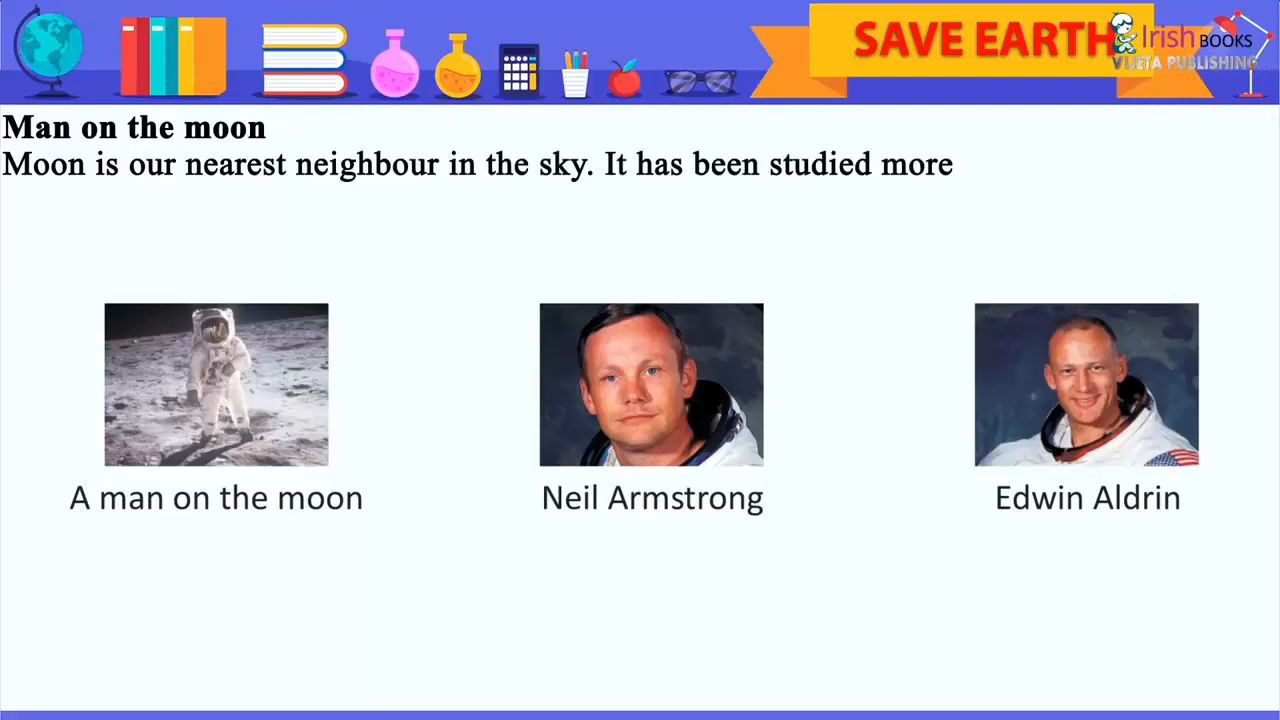 SAVE EARTH
Irish BOOKS
VIJETA PUBLISHING
Man on the moon
Moon is our nearest neighbour in the sky. It has been studied more
A man on the moon
Neil Armstrong
Edwin Aldrin